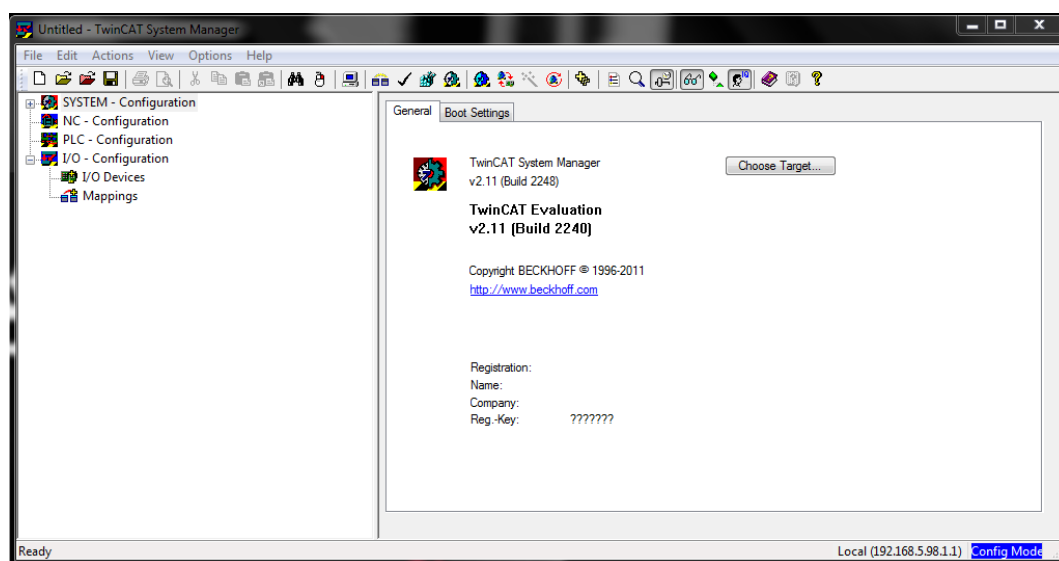 Untitled - TwinCAT System Manager
File Edit Actions View Options Help
SYSTEM - Configuration
NC - Configuration
PLC - Configuration
I/O - Configuration
I/O Devices
Mappings
General Boot Settings
TwinCAT System Manager
v2.11 (Build 2248)
Choose Target...
TwinCAT Evaluation
v2.11 (Build 2240)
Copyright BECKHOFF © 1996-2011
http://www.beckhoff.com
Registration:
Name:
Company:
Reg.-Key: ???????
Ready Local (192.168.5.98.1.1) Config Mode